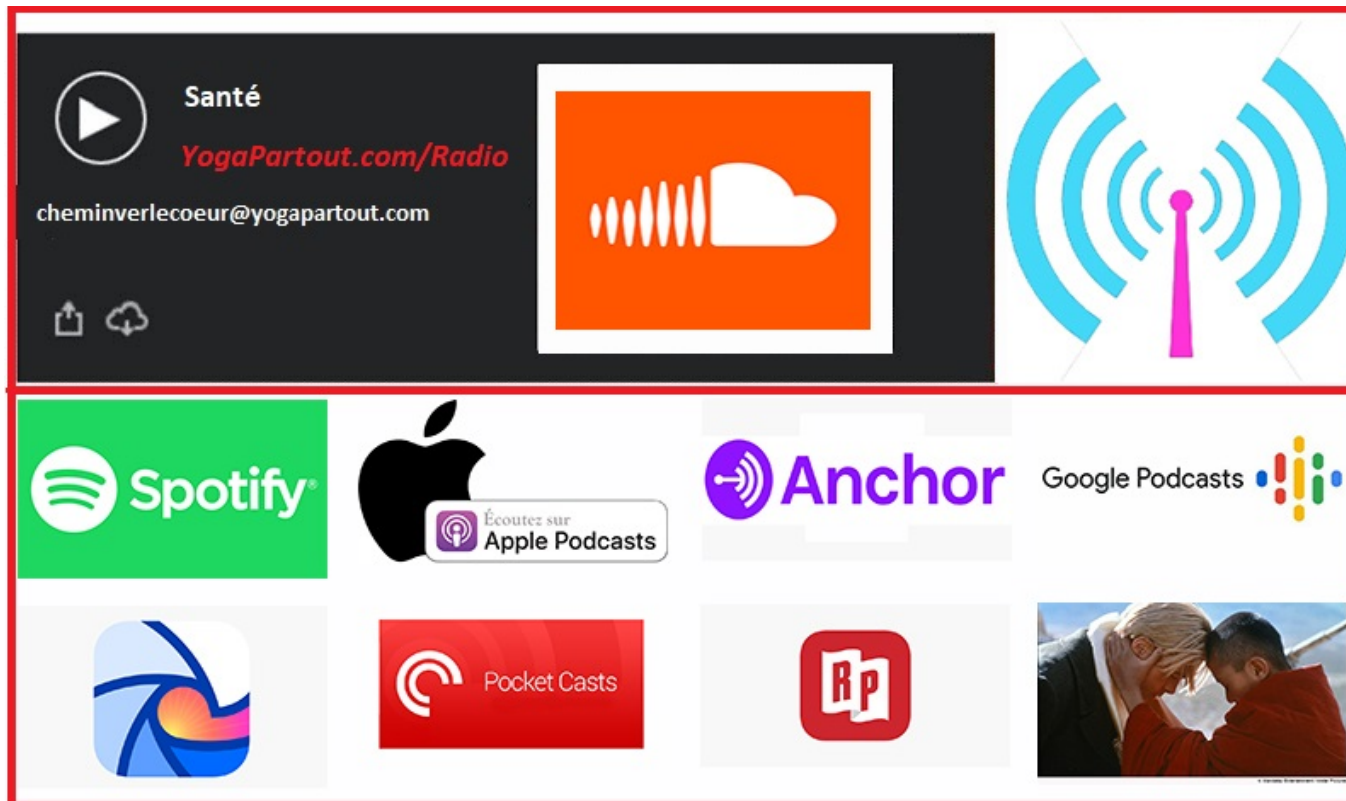 Santé
YogaPartout.com/Radio
cheminverlecoeur@yogapartout.com
Spotify®
Écoutez sur
Apple Podcasts
Anchor
Google Podcasts
Pocket Casts
RP